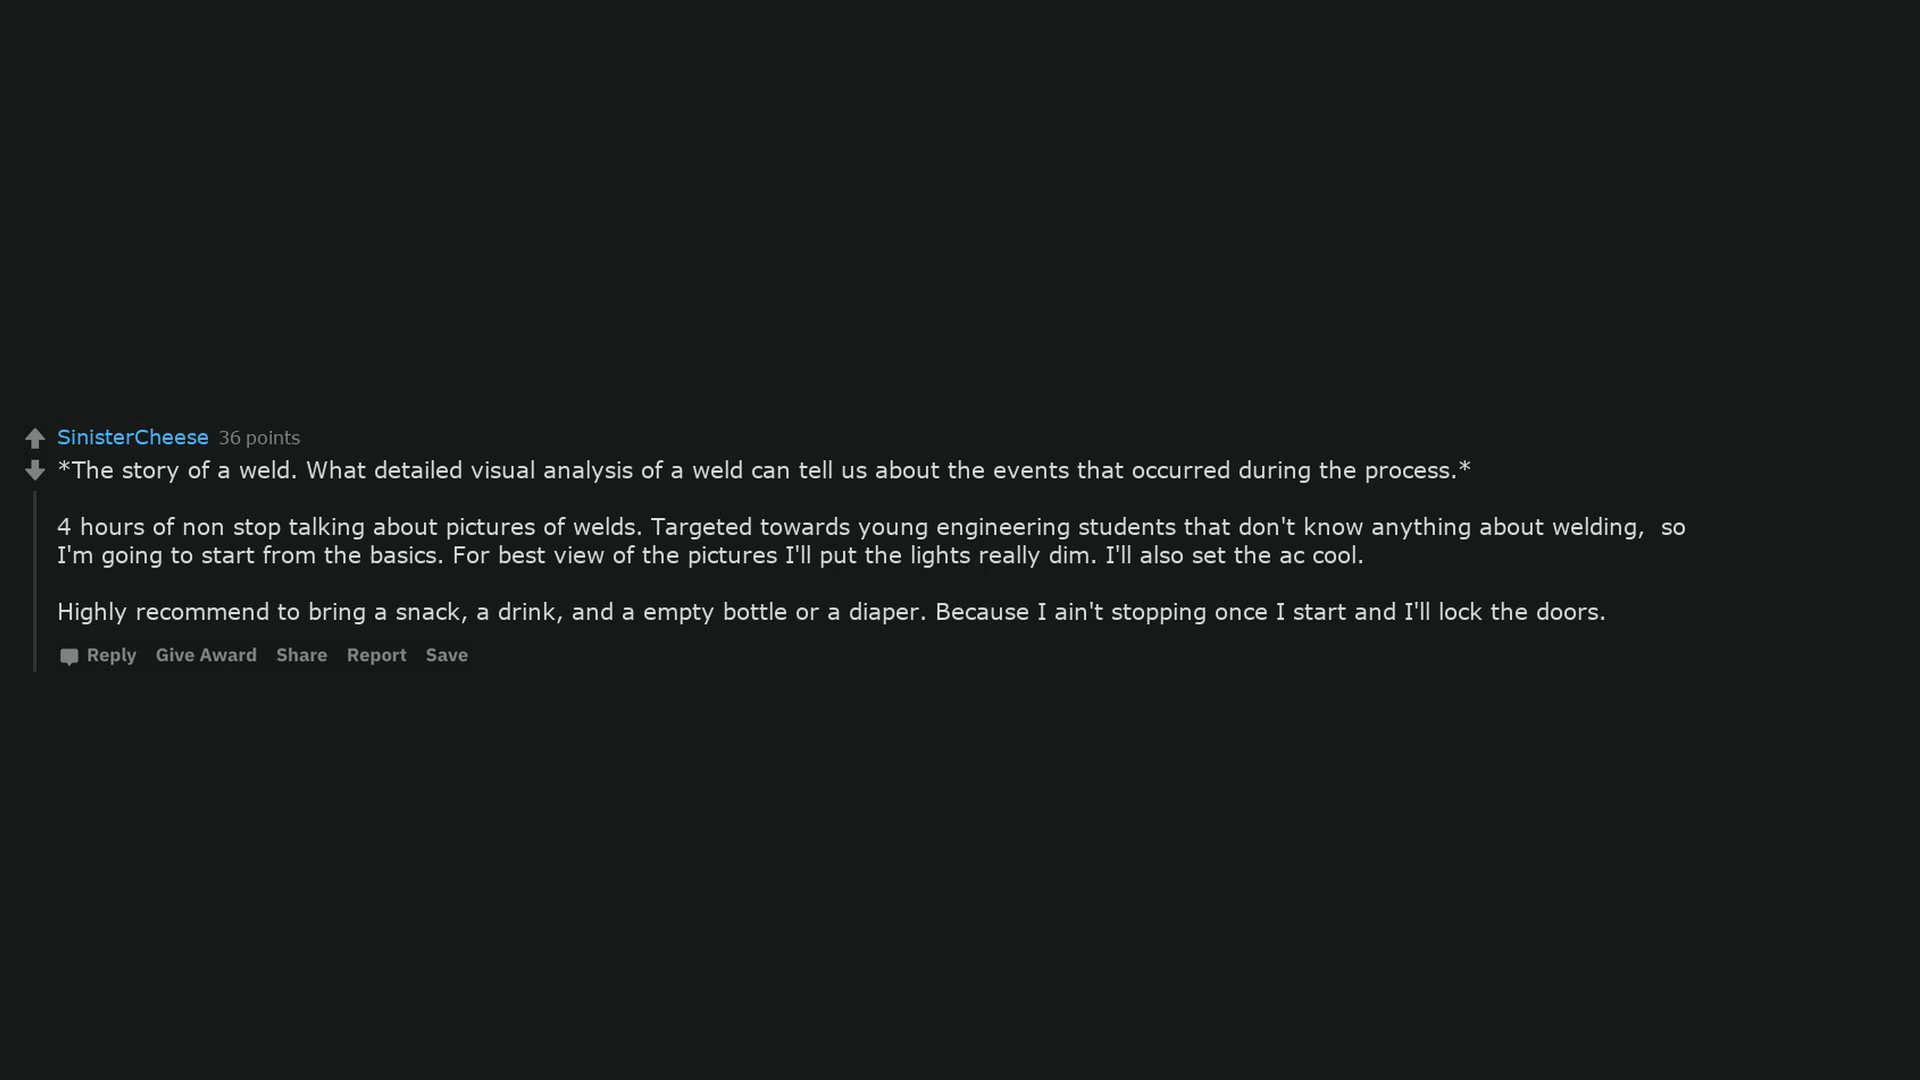 SinisterCheese 36 points
*The story of a weld. What detailed visual analysis of a weld can tell us about the events that occurred during the process.*
4 hours of non stop talking about pictures of welds. Targeted towards young engineering students that don't know anything about welding,  so
I'm going to start from the basics. For best view of the pictures I'll put the lights really dim. I'll also set the ac cool.
Highly recommend to bring a snack, a drink, and a empty bottle or a diaper. Because I ain't stopping once I start and I'll lock the doors.
Reply Give Award Share Report Save